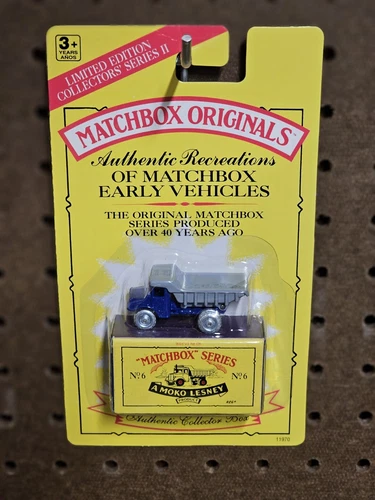 3+
YEARS
AÑOS
LIMITED EDITION
COLLECTORS' SERIES II
MATCHBOX ORIGINALS
Authentic Recreations
OF MATCHBOX
EARLY VEHICLES
THE ORIGINAL MATCHBOX
SERIES PRODUCED
OVER 40 YEARS AGO
"MATCHBOX" SERIES
Nº6 Nº6
A MOKO LESNEY
Authentic Collector Box
11970